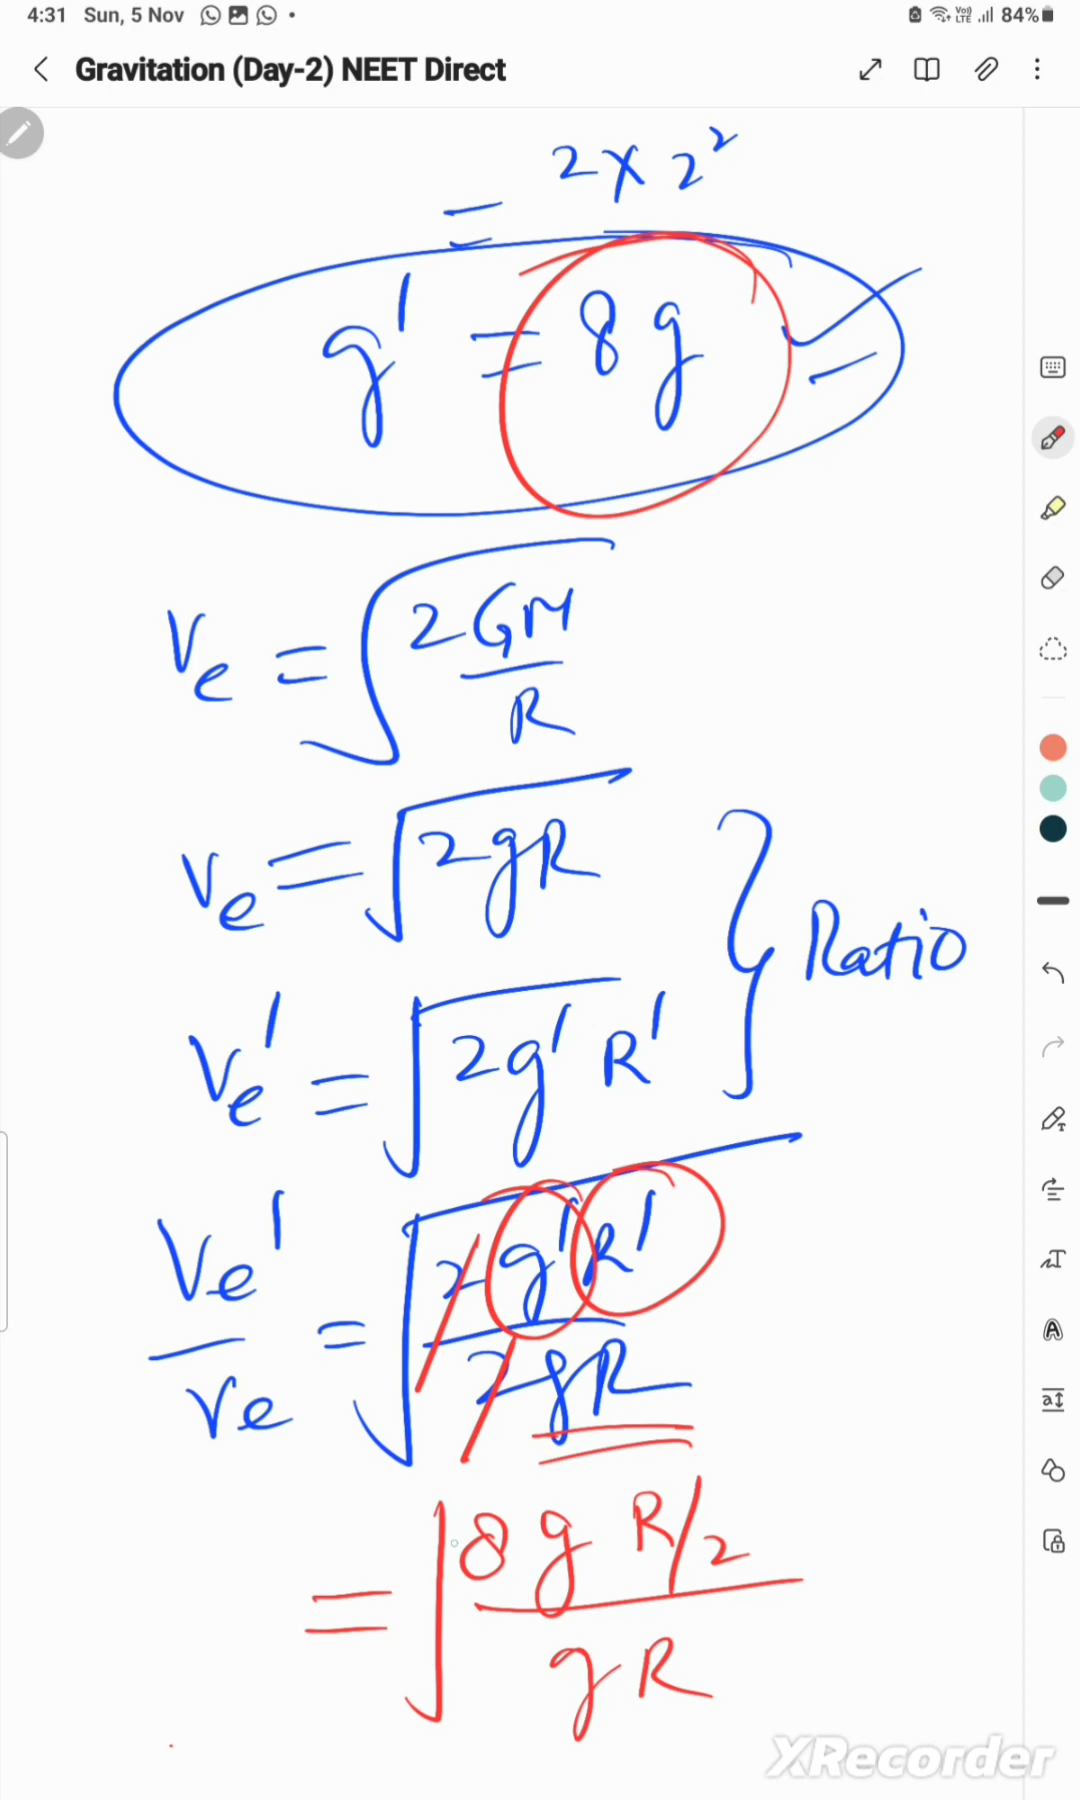 4:31 Sun, 5 Nov 84%
Gravitation (Day-2) NEET Direct
= 2 x 2²
g' = 8g
Ve = √(2GM/R)
Ve = √(2gR)
} Ratio
Ve' = √(2g'R')
Ve'/Ve = √(2g'R'/2gR)
= √(8g R/2 / gR)
XRecorder